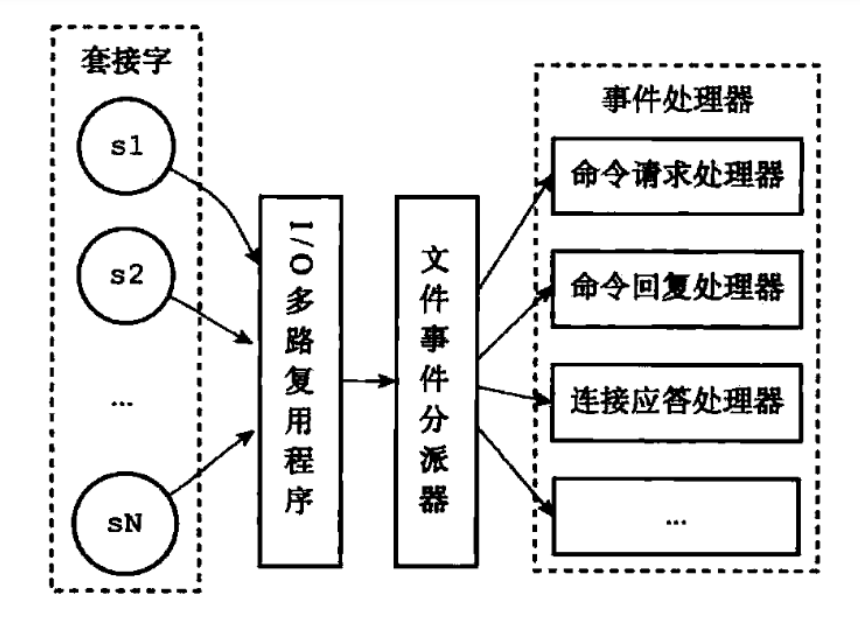 套接字
s1
s2
...
sN
I/O多路复用程序
文件事件分派器
事件处理器
命令请求处理器
命令回复处理器
连接应答处理器
...